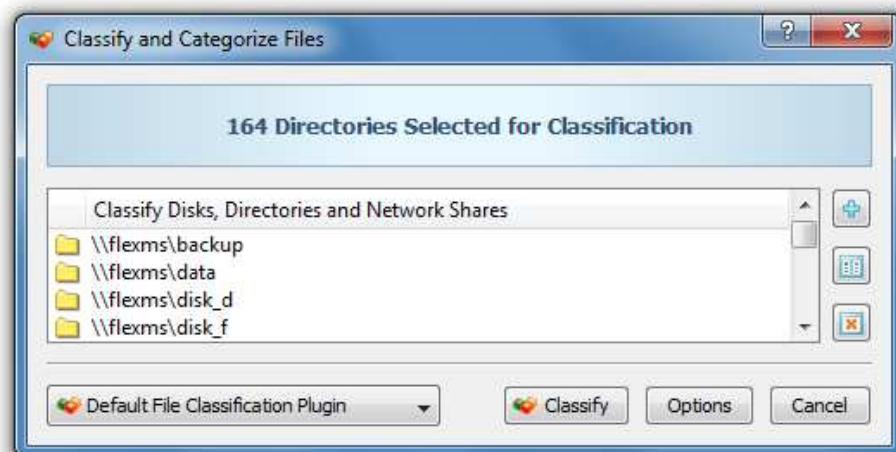 Classify and Categorize Files
164 Directories Selected for Classification
Classify Disks, Directories and Network Shares
\\flexms\backup
\\flexms\data
\\flexms\disk_d
\\flexms\disk_f
Default File Classification Plugin Classify Options Cancel